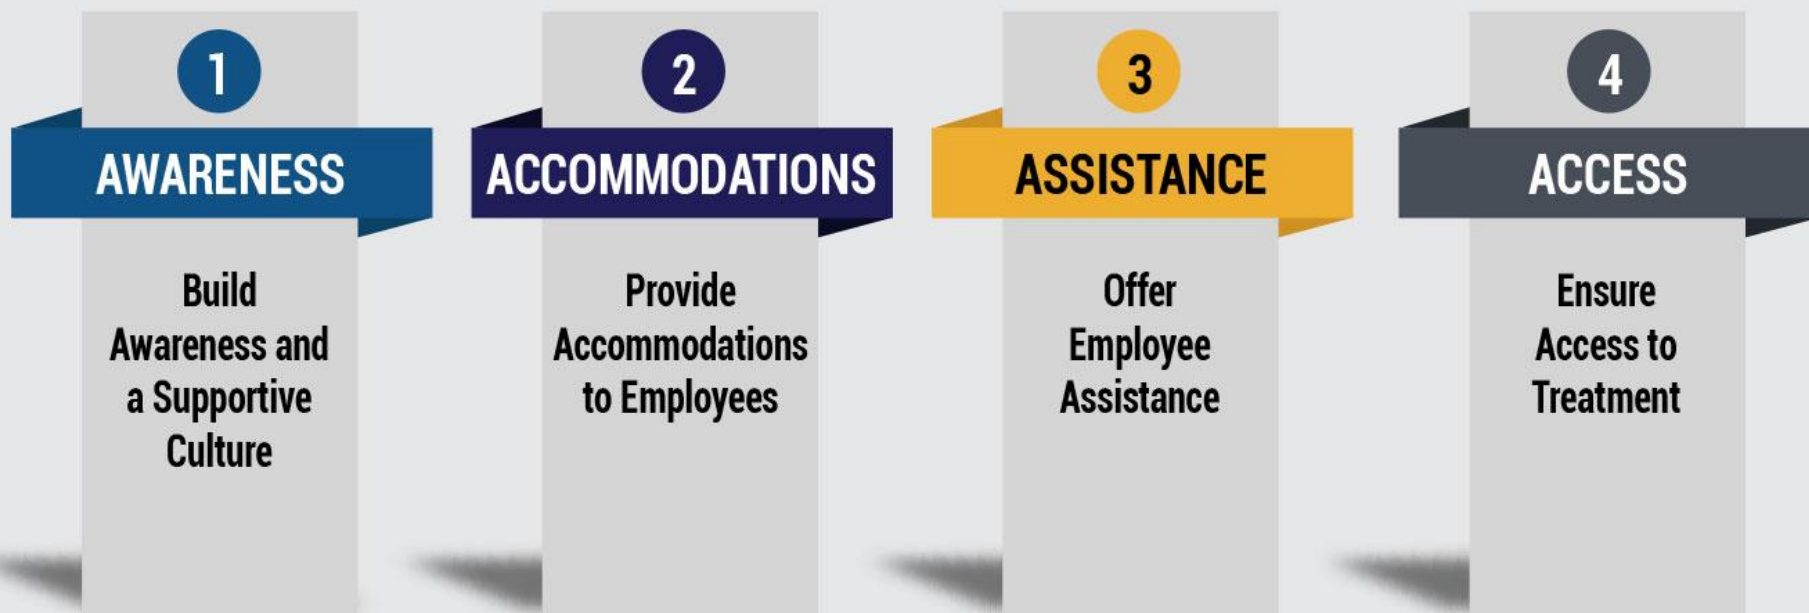 1
AWARENESS
Build
Awareness and
a Supportive
Culture
2
ACCOMMODATIONS
Provide
Accommodations
to Employees
3
ASSISTANCE
Offer
Employee
Assistance
4
ACCESS
Ensure
Access to
Treatment